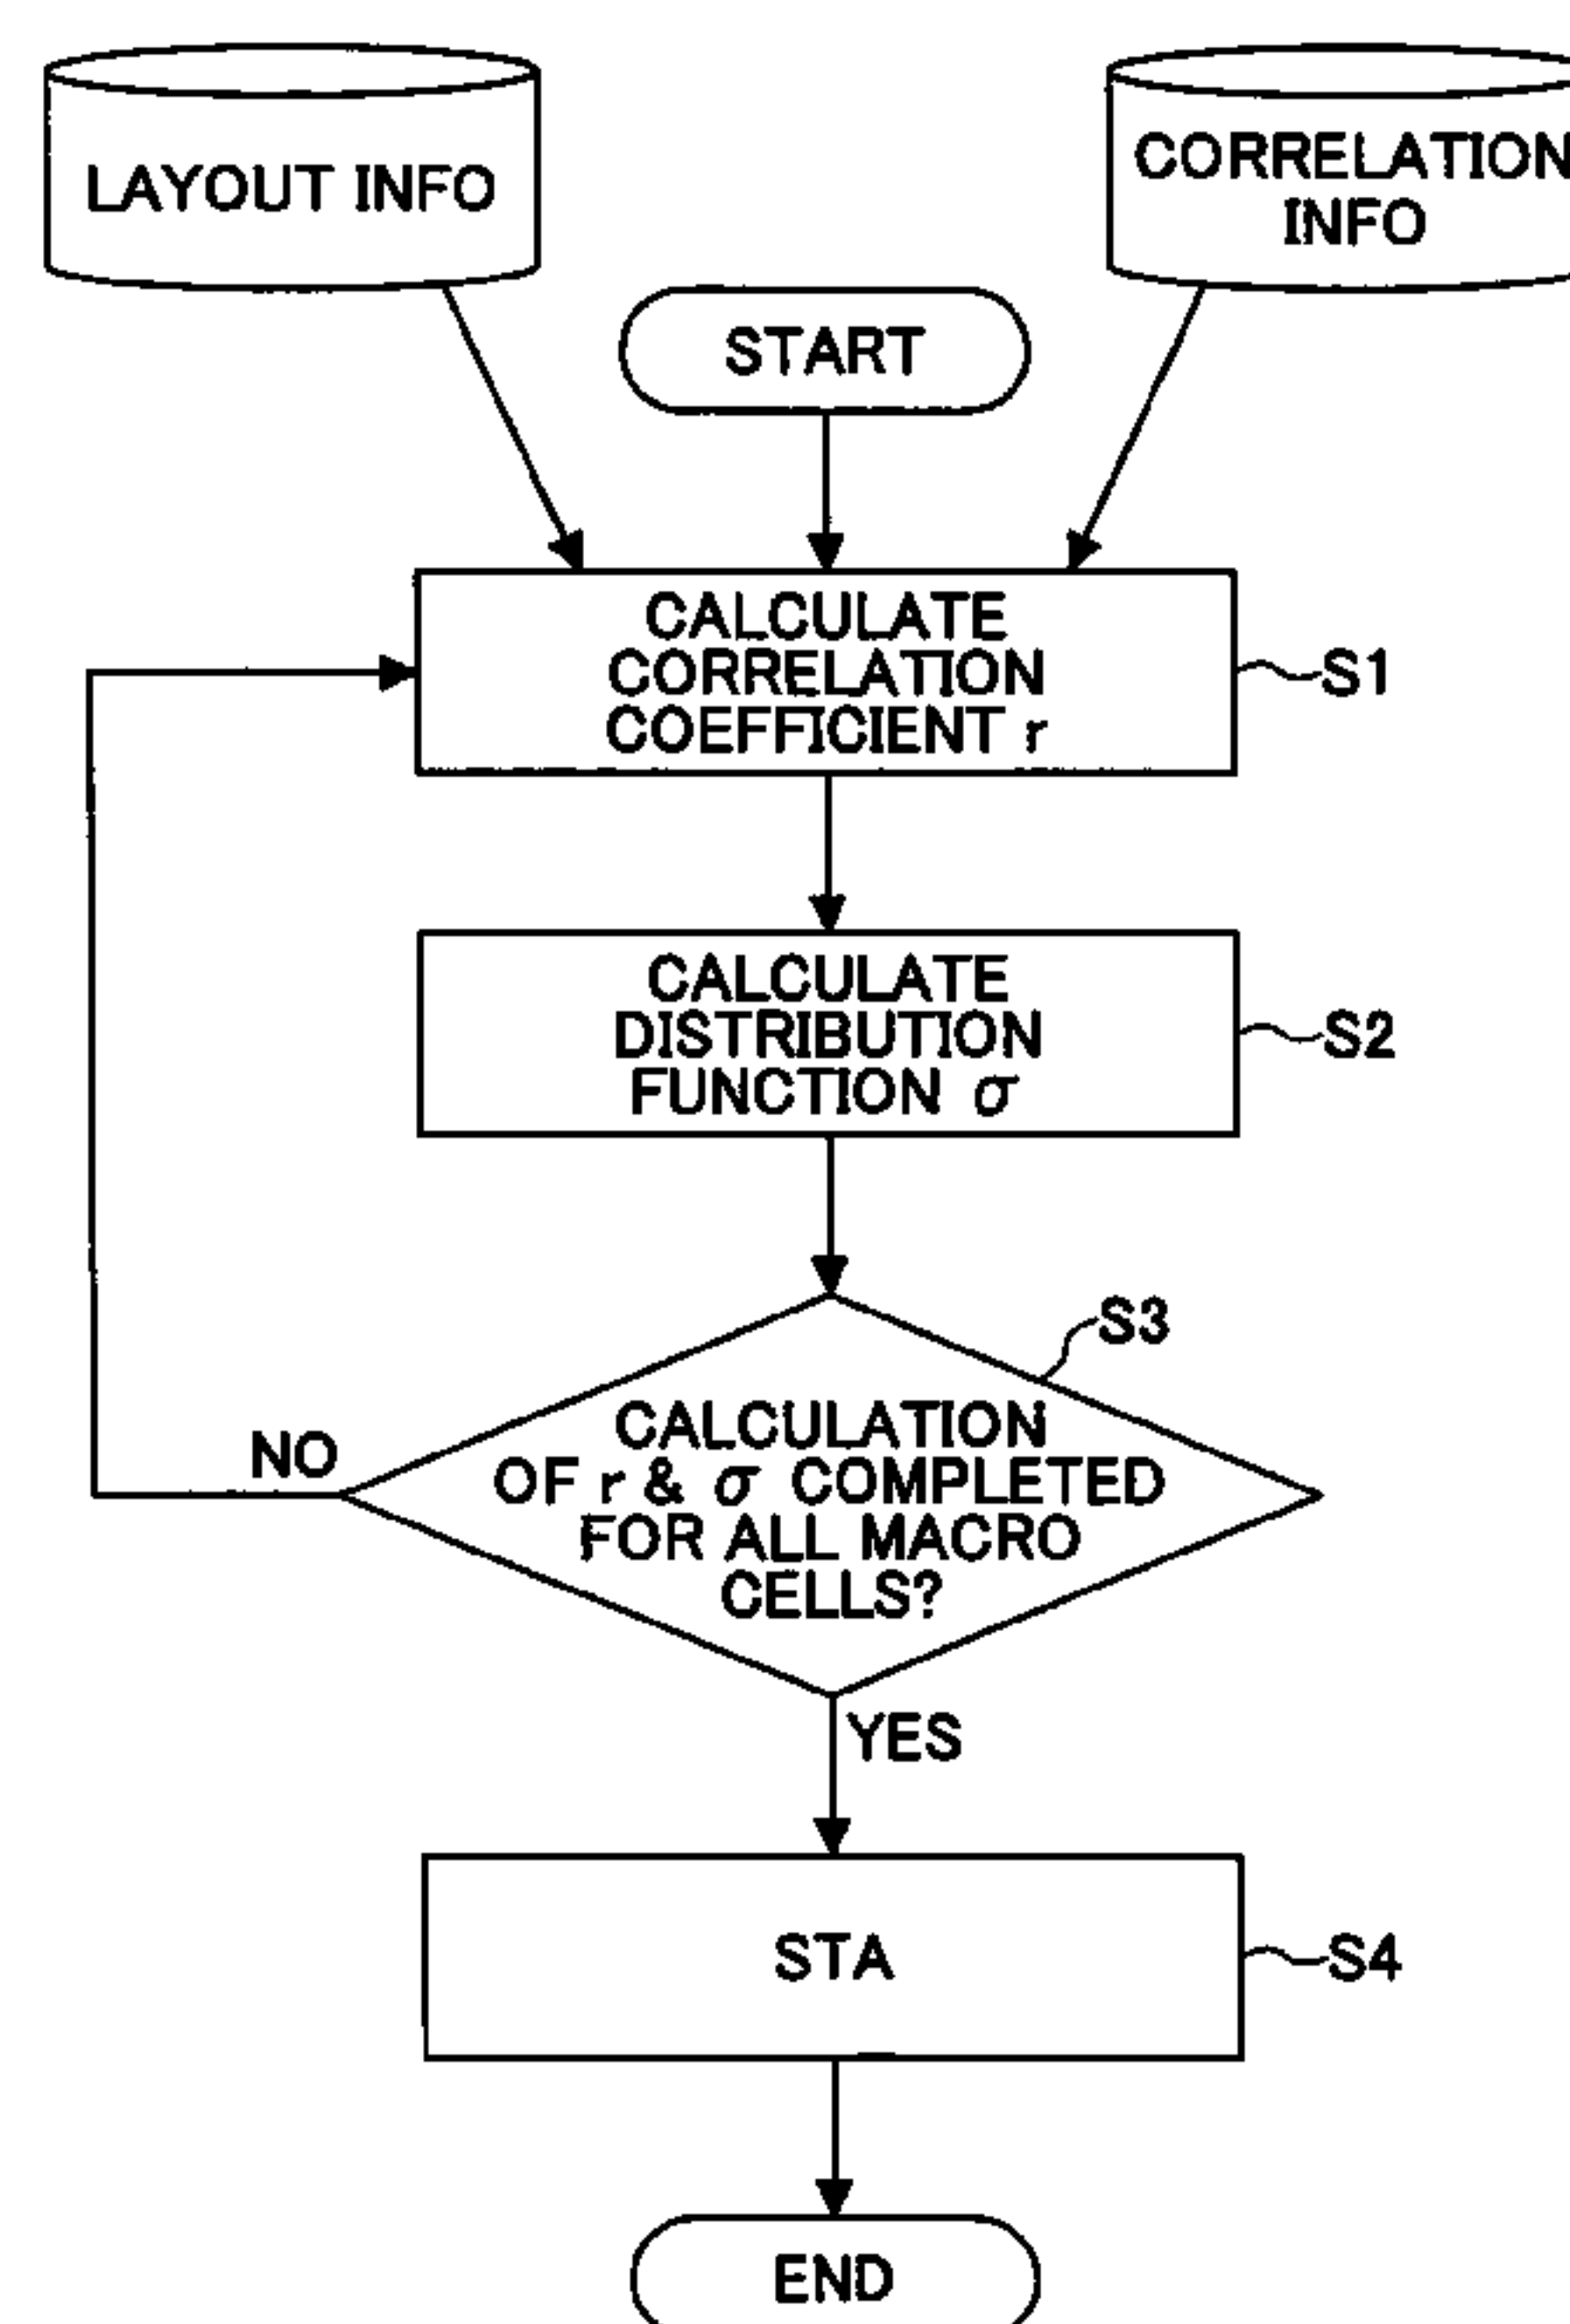 LAYOUT INFO
CORRELATION
INFO
START
CALCULATE
CORRELATION
COEFFICIENT r
S1
CALCULATE
DISTRIBUTION
FUNCTION σ
S2
S3
CALCULATION
OF r & σ COMPLETED
FOR ALL MACRO
CELLS?
NO
YES
STA
S4
END